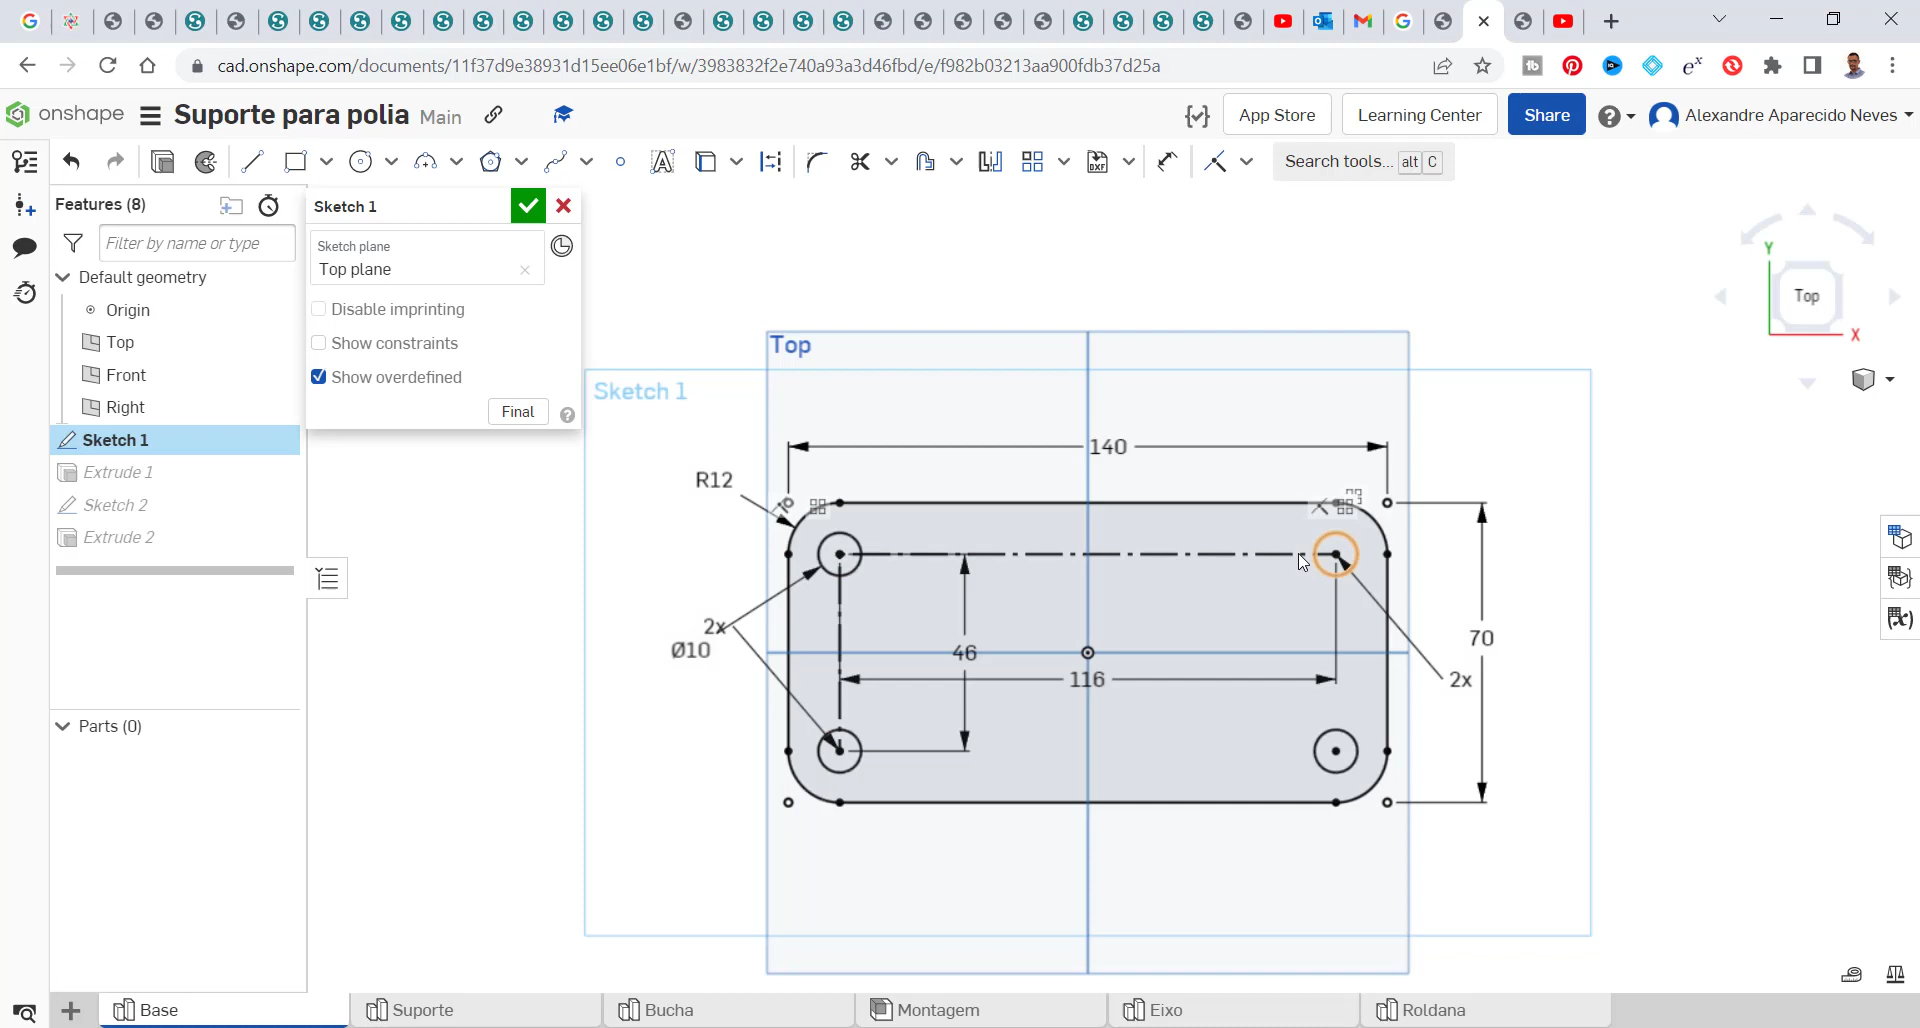 cad.onshape.com/documents/11f37d9e38931d15ee06e1bf/w/3983832f2e740a93a3d46fbd/e/f982b03213aa900fdb37d25a
onshape Suporte para polia Main App Store Learning Center Share Alexandre Aparecido Neves
Search tools... alt C
Features (8)
Filter by name or type
Default geometry
Origin
Top
Front
Right
Sketch 1
Extrude 1
Sketch 2
Extrude 2
Parts (0)
Sketch 1
Sketch plane
Top plane
Disable imprinting
Show constraints
Show overdefined
Final
Y
Top
X
Top
Sketch 1
140
R12
2x
Ø10
46
116
70
2x
Base Suporte Bucha Montagem Eixo Roldana